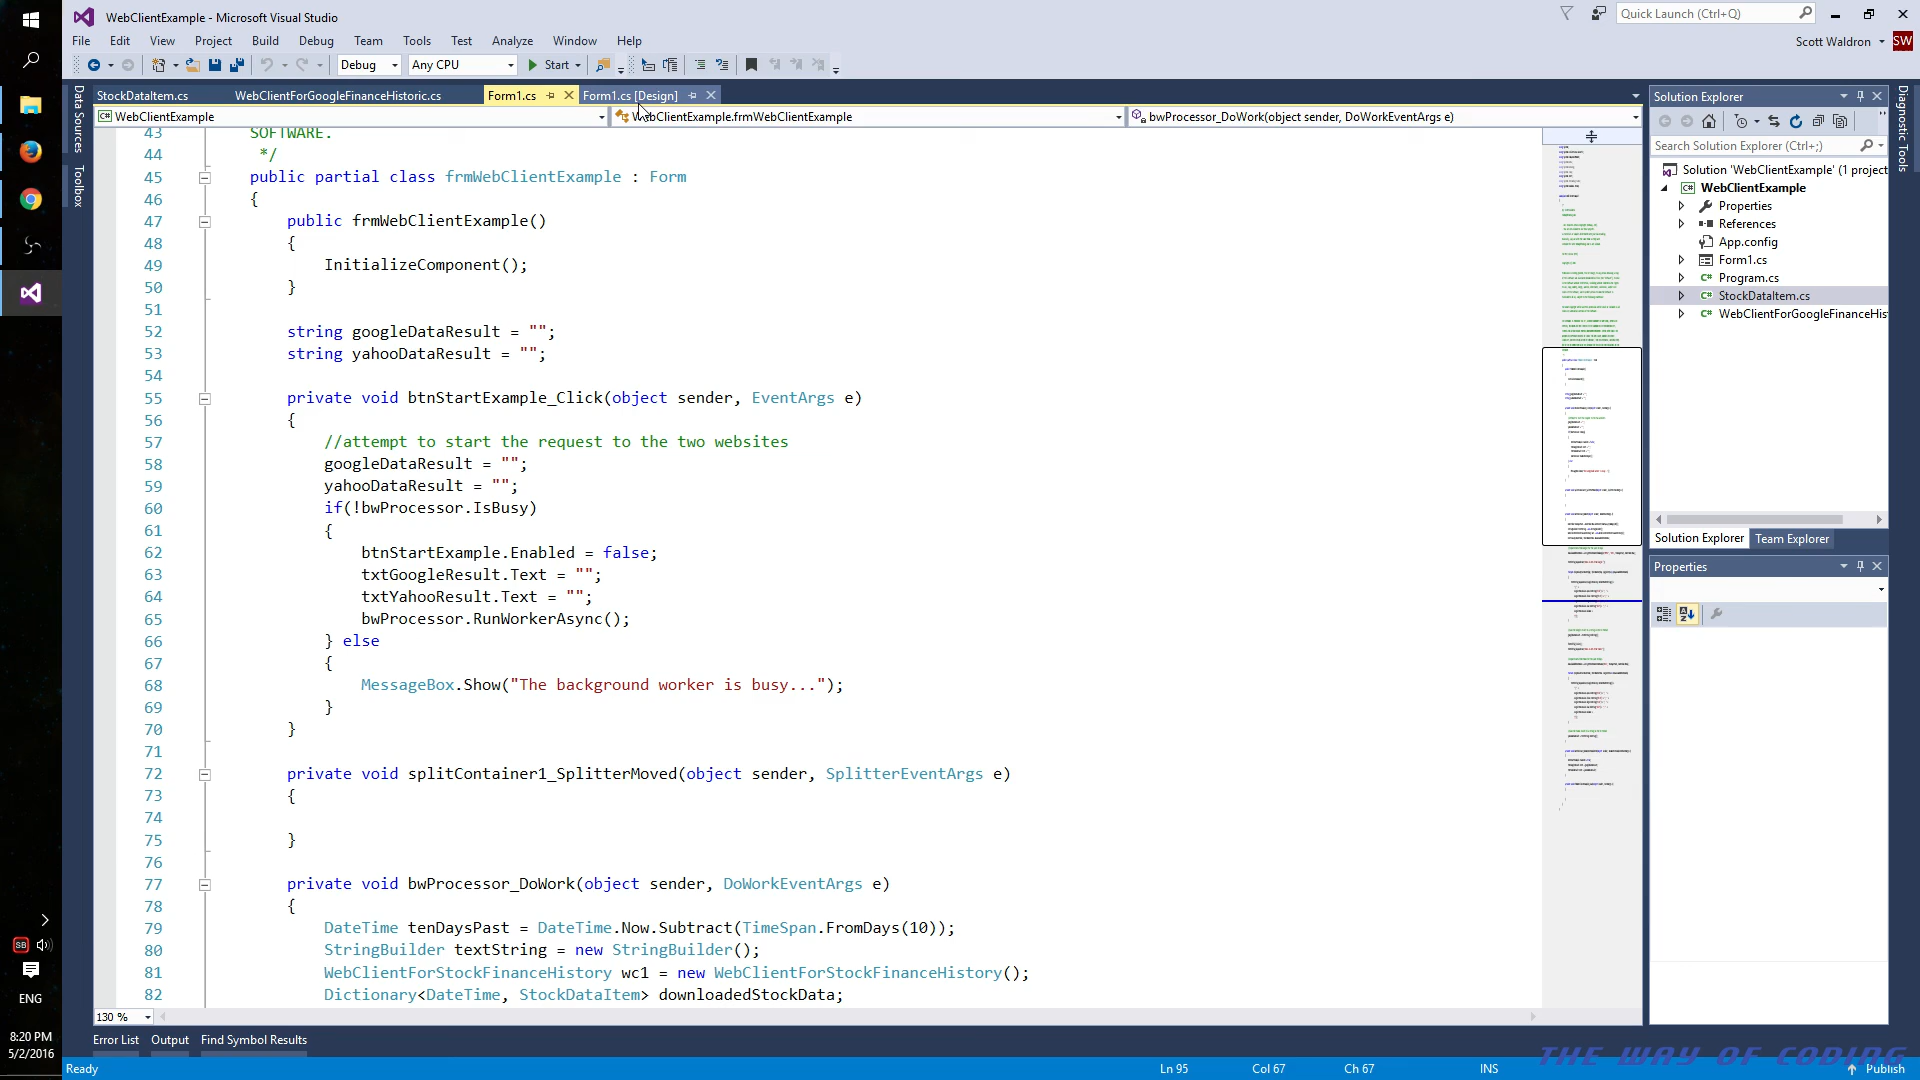 WebClientExample - Microsoft Visual Studio
Quick Launch (Ctrl+Q)
File Edit View Project Build Debug Team Tools Test Analyze Window Help
Scott Waldron SW
Debug Any CPU Start
StockDataItem.cs WebClientForGoogleFinanceHistoric.cs Form1.cs Form1.cs [Design]
WebClientExample bClientExample.frmWebClientExample bwProcessor_DoWork(object sender, DoWorkEventArgs e)
Data Sources
Toolbox
43 SOFTWARE.
44 */
45 public partial class frmWebClientExample : Form
46 {
47 public frmWebClientExample()
48 {
49 InitializeComponent();
50 }
51
52 string googleDataResult = "";
53 string yahooDataResult = "";
54
55 private void btnStartExample_Click(object sender, EventArgs e)
56 {
57 //attempt to start the request to the two websites
58 googleDataResult = "";
59 yahooDataResult = "";
60 if(!bwProcessor.IsBusy)
61 {
62 btnStartExample.Enabled = false;
63 txtGoogleResult.Text = "";
64 txtYahooResult.Text = "";
65 bwProcessor.RunWorkerAsync();
66 } else
67 {
68 MessageBox.Show("The background worker is busy...");
69 }
70 }
71
72 private void splitContainer1_SplitterMoved(object sender, SplitterEventArgs e)
73 {
74
75 }
76
77 private void bwProcessor_DoWork(object sender, DoWorkEventArgs e)
78 {
79 DateTime tenDaysPast = DateTime.Now.Subtract(TimeSpan.FromDays(10));
80 StringBuilder textString = new StringBuilder();
81 WebClientForStockFinanceHistory wc1 = new WebClientForStockFinanceHistory();
82 Dictionary<DateTime, StockDataItem> downloadedStockData;
130 %
Solution Explorer
Search Solution Explorer (Ctrl+;)
Solution 'WebClientExample' (1 project
WebClientExample
Properties
References
App.config
Form1.cs
Program.cs
StockDataItem.cs
WebClientForGoogleFinanceHis
Solution Explorer Team Explorer
Properties
Diagnostic Tools
Error List Output Find Symbol Results
Ready Ln 95 Col 67 Ch 67 INS Publish
THE WAY OF CODING
SB
ENG
8:20 PM
5/2/2016